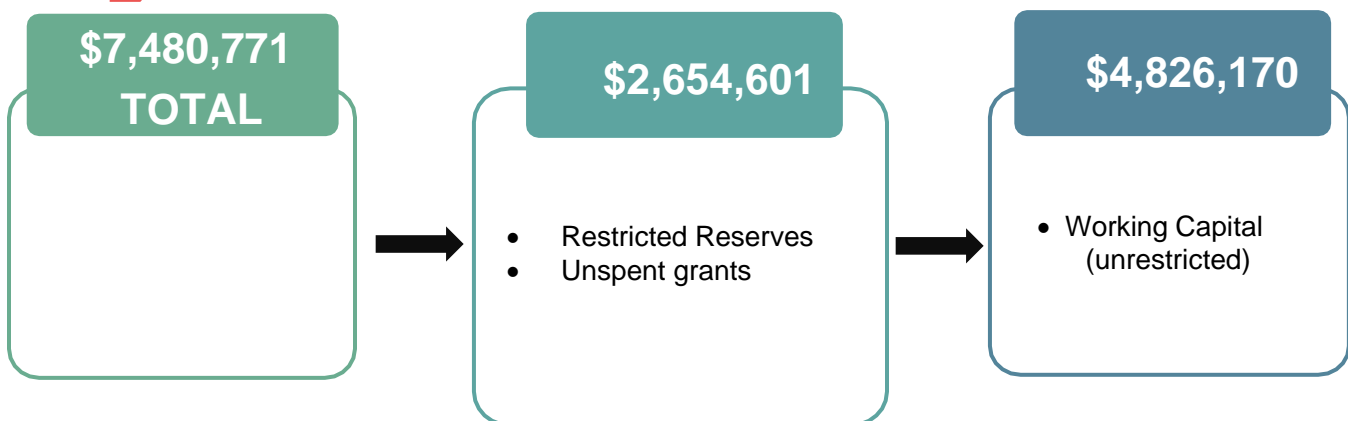 $7,480,771
TOTAL
$2,654,601
• Restricted Reserves
• Unspent grants
$4,826,170
• Working Capital
(unrestricted)